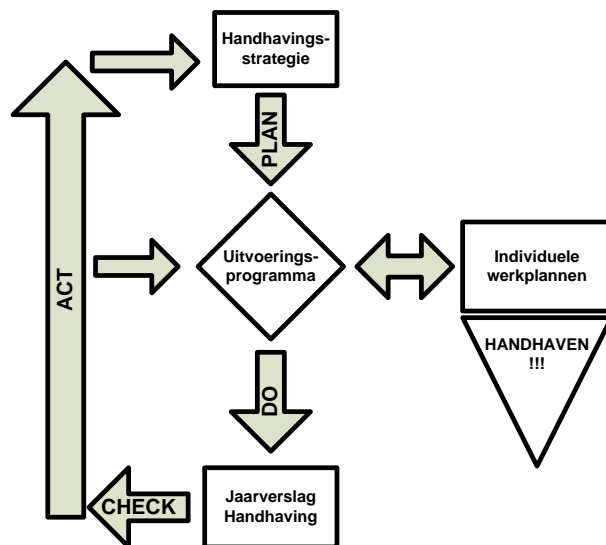 Handhavings-
strategie
PLAN
Uitvoerings-
programma
Individuele
werkplannen
HANDHAVEN
!!!
ACT
DO
Jaarverslag
Handhaving
CHECK